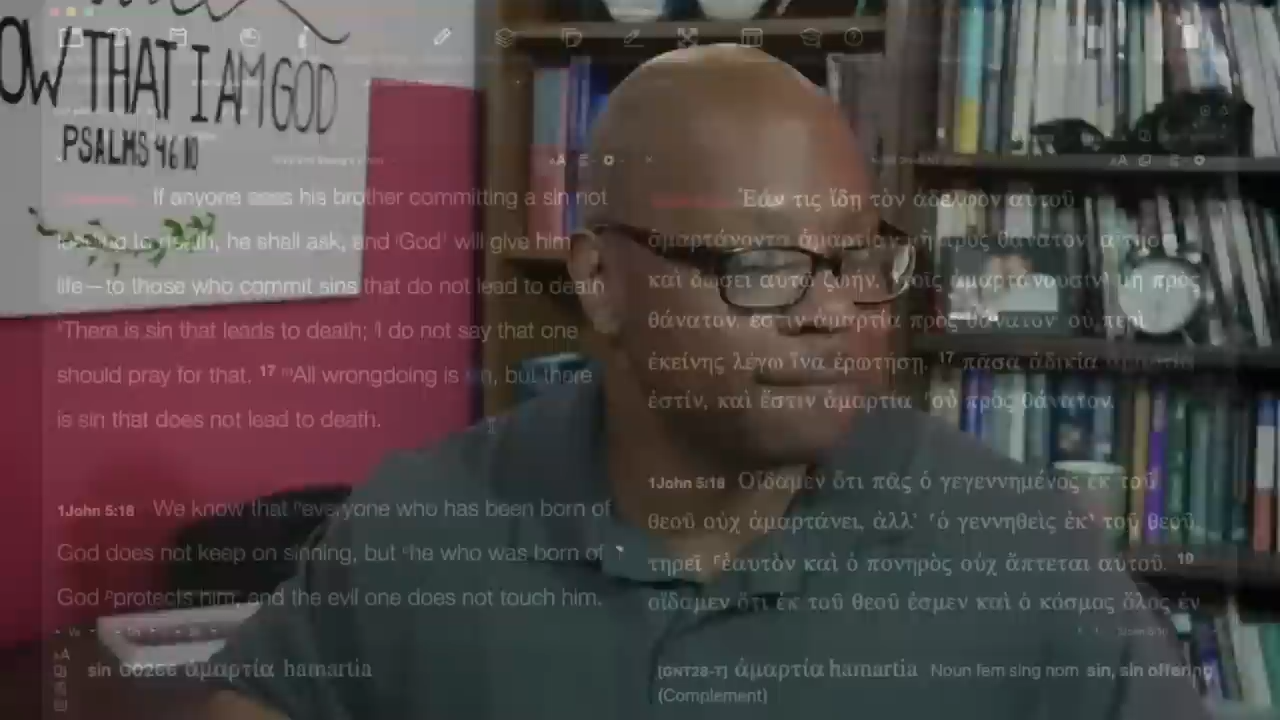 OW THAT I AM GOD
PSALMS 46 10
If anyone sees his brother committing a sin not
he shall ask, and God will give him
life—to those who commit sins that do not lead to death
There is sin that leads to death; I do not say that one
should pray for that. 17 All wrongdoing is sin, but there
is sin that does not lead to death.
1John 5:18 We know that everyone who has been born of
God does not keep on sinning, but he who was born of
God protects him, and the evil one does not touch him.
sin G0266 ἁμαρτία hamartia
Ἐάν τις ἴδῃ τὸν ἀδελφὸν αὐτοῦ
ἁμαρτάνοντα ἁμαρτίαν μὴ πρὸς θάνατον
καὶ δώσει αὐτῷ ζωήν, τοῖς ἁμαρτάνουσιν μὴ πρὸς
θάνατον. ἔστιν ἁμαρτία πρὸς θάνατον· οὐ περὶ
ἐκείνης λέγω ἵνα ἐρωτήσῃ. 17 πᾶσα ἀδικία ἁμαρτία
ἐστίν, καὶ ἔστιν ἁμαρτία οὐ πρὸς θάνατον.
1John 5:18 Οἴδαμεν ὅτι πᾶς ὁ γεγεννημένος ἐκ τοῦ
θεοῦ οὐχ ἁμαρτάνει, ἀλλ’ ὁ γεννηθεὶς ἐκ τοῦ θεοῦ
τηρεῖ ἑαυτὸν καὶ ὁ πονηρὸς οὐχ ἅπτεται αὐτοῦ. 19
οἴδαμεν ὅτι ἐκ τοῦ θεοῦ ἐσμεν καὶ ὁ κόσμος ὅλος ἐν
[GNT28-T] ἁμαρτία hamartia Noun fem sing nom sin, sin offering
(Complement)